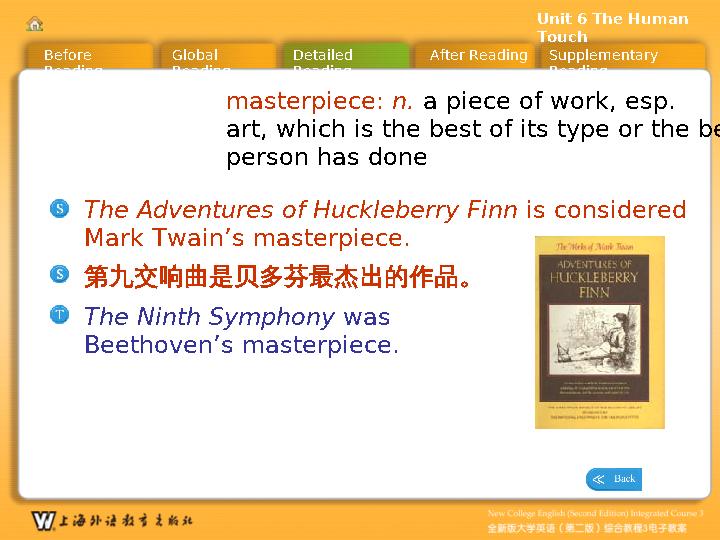 Unit 6 The Human
Touch
Before
Reading
Global
Reading
Detailed
Reading
After Reading
Supplementary
Reading
masterpiece: n. a piece of work, esp.
art, which is the best of its type or the be
person has done
S
The Adventures of Huckleberry Finn is considered
Mark Twain’s masterpiece.
S
第九交响曲是贝多芬最杰出的作品。
T
The Ninth Symphony was
Beethoven’s masterpiece.
The Works of Mark Twain
ADVENTURES OF
HUCKLEBERRY
FINN
Back
上海外语教育出版社
New College English (Second Edition) Integrated Course 3
全新版大学英语（第二版）综合教程3电子教案